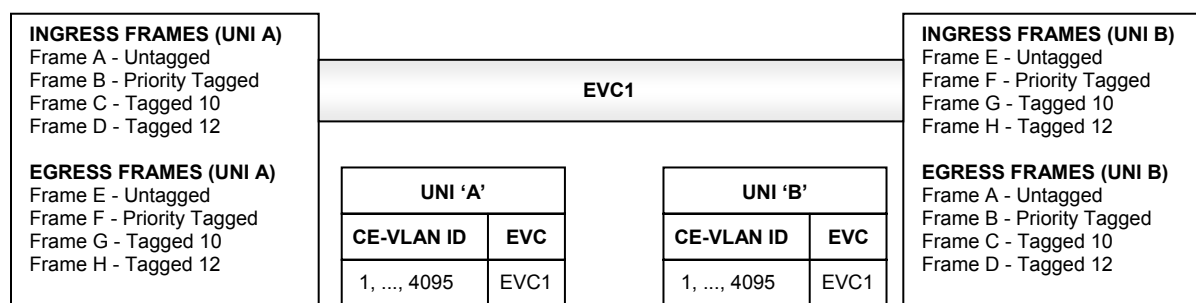 INGRESS FRAMES (UNI A)
Frame A - Untagged
Frame B - Priority Tagged
Frame C - Tagged 10
Frame D - Tagged 12
EGRESS FRAMES (UNI A)
Frame E - Untagged
Frame F - Priority Tagged
Frame G - Tagged 10
Frame H - Tagged 12
EVC1
UNI ‘A’
CE-VLAN ID EVC
1, ..., 4095 EVC1
UNI ‘B’
CE-VLAN ID EVC
1, ..., 4095 EVC1
INGRESS FRAMES (UNI B)
Frame E - Untagged
Frame F - Priority Tagged
Frame G - Tagged 10
Frame H - Tagged 12
EGRESS FRAMES (UNI B)
Frame A - Untagged
Frame B - Priority Tagged
Frame C - Tagged 10
Frame D - Tagged 12